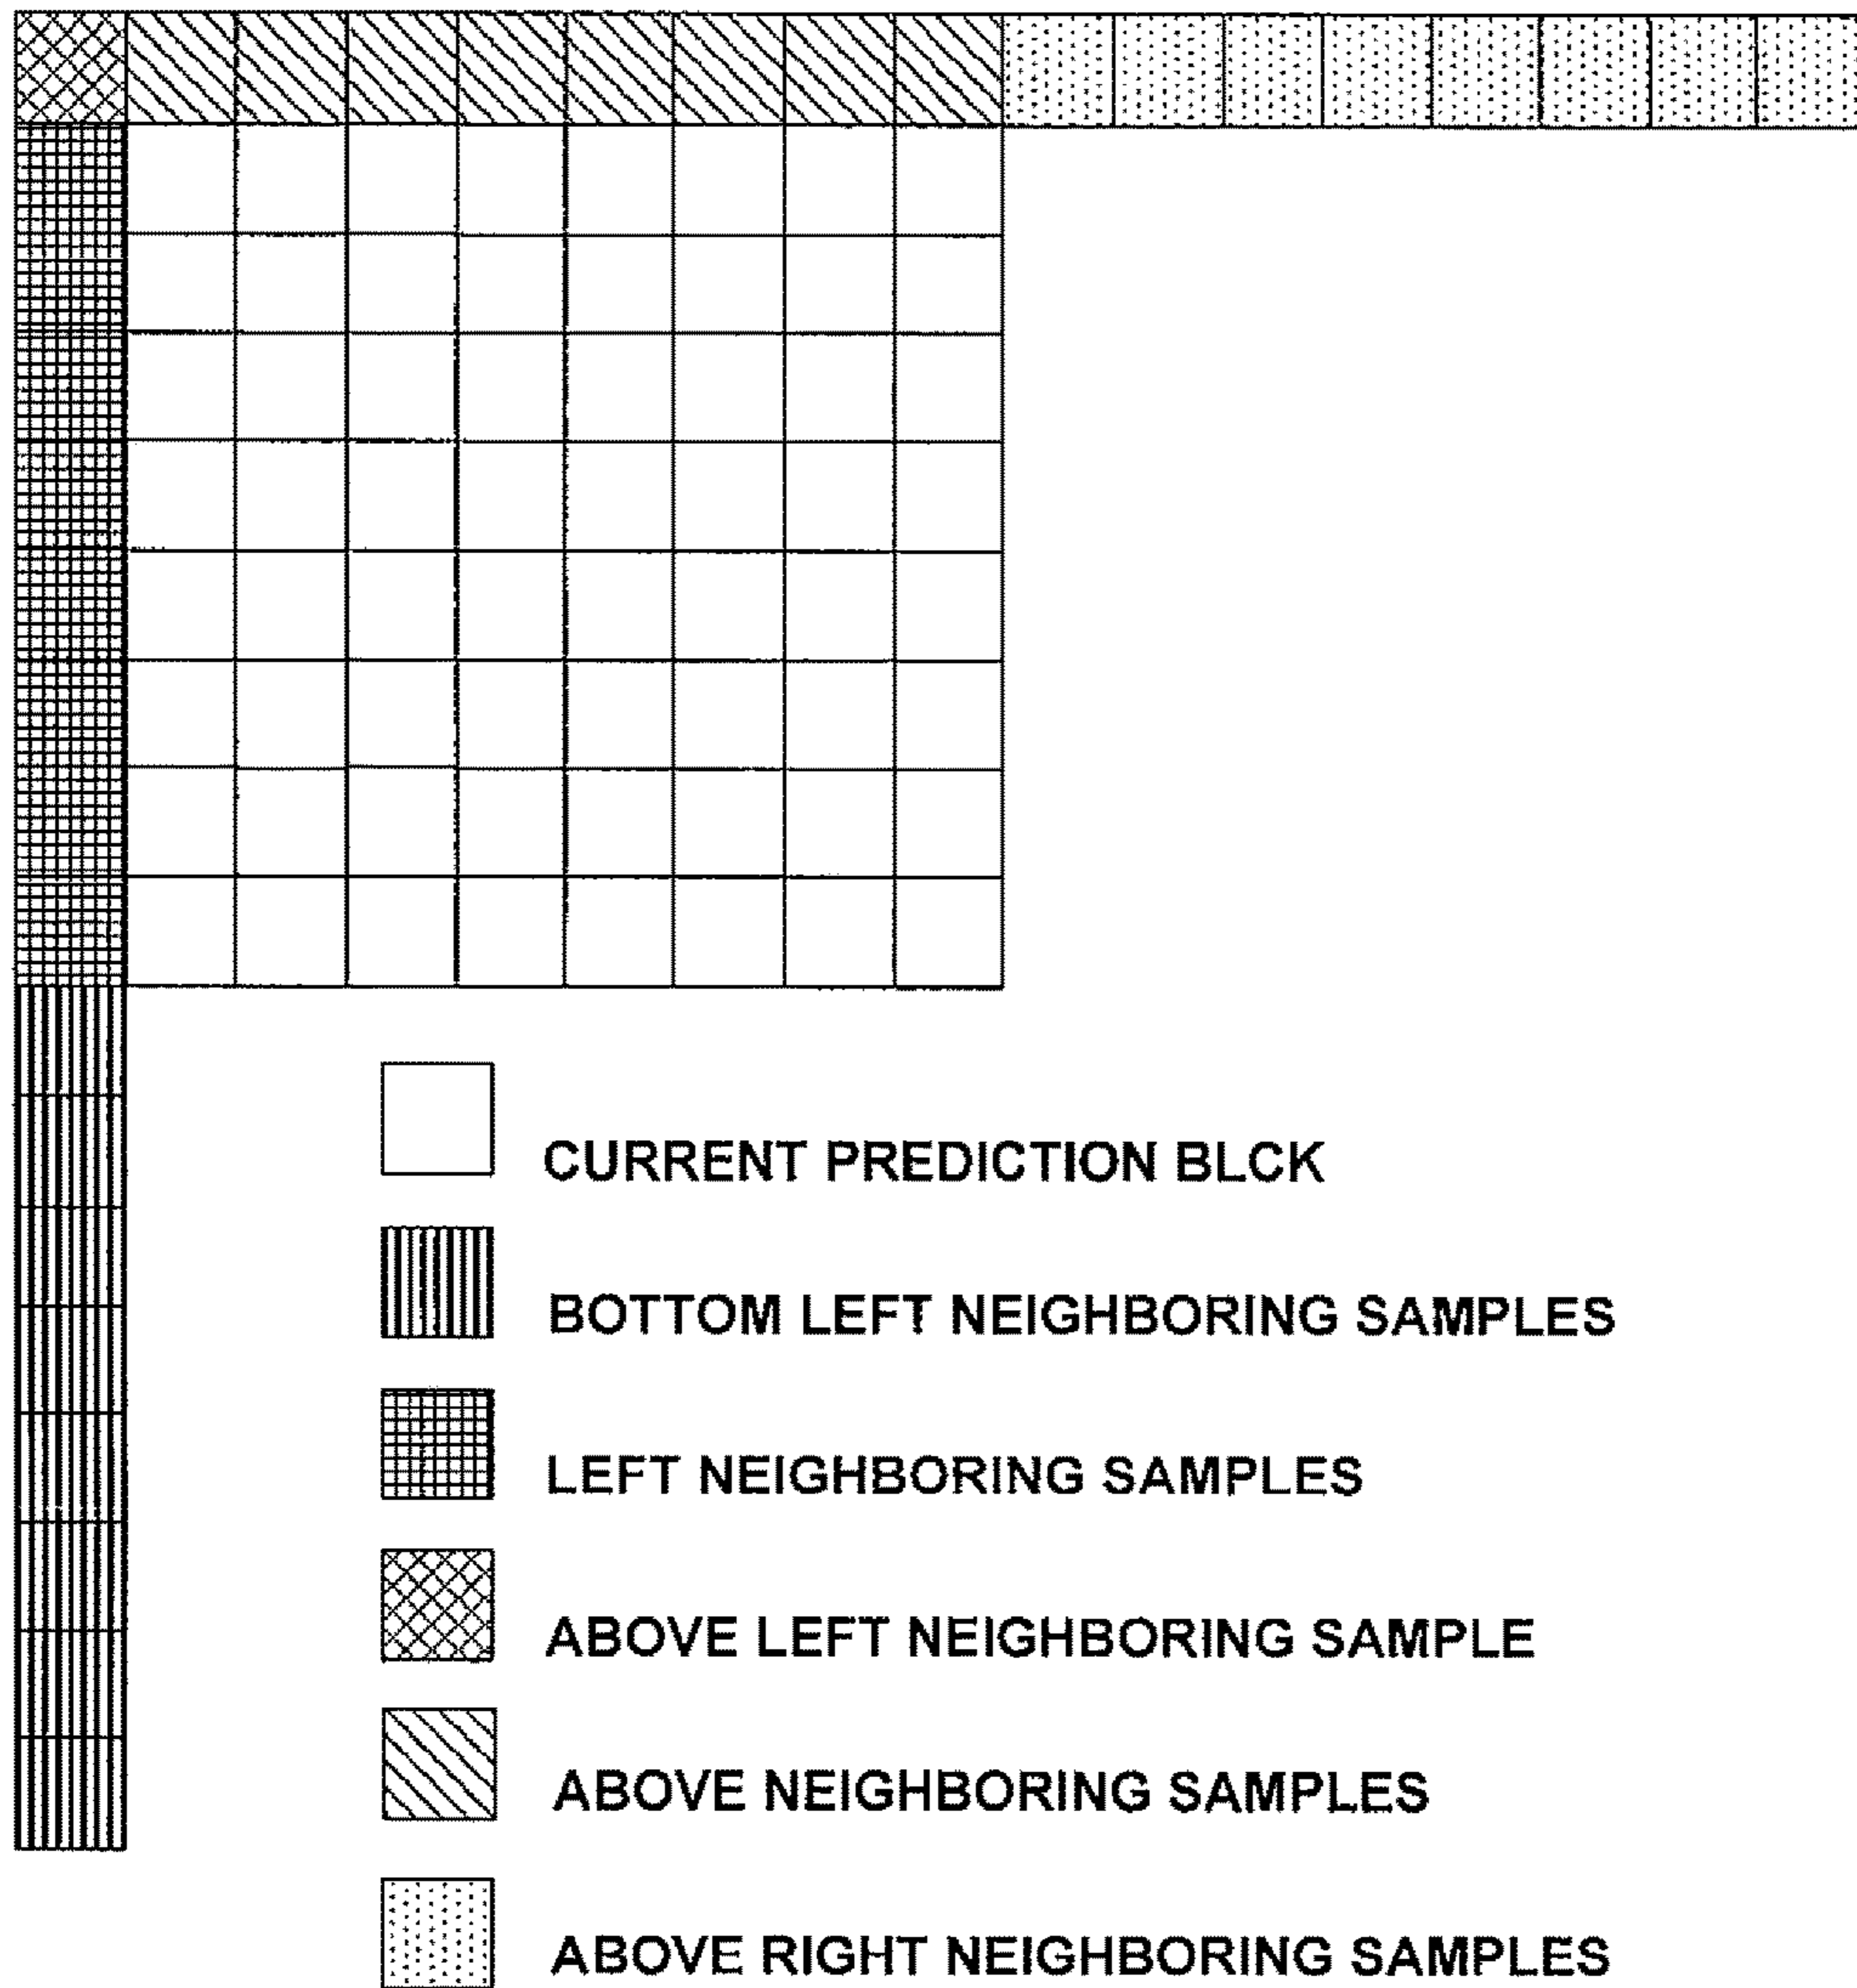 CURRENT PREDICTION BLCK
BOTTOM LEFT NEIGHBORING SAMPLES
LEFT NEIGHBORING SAMPLES
ABOVE LEFT NEIGHBORING SAMPLE
ABOVE NEIGHBORING SAMPLES
ABOVE RIGHT NEIGHBORING SAMPLES